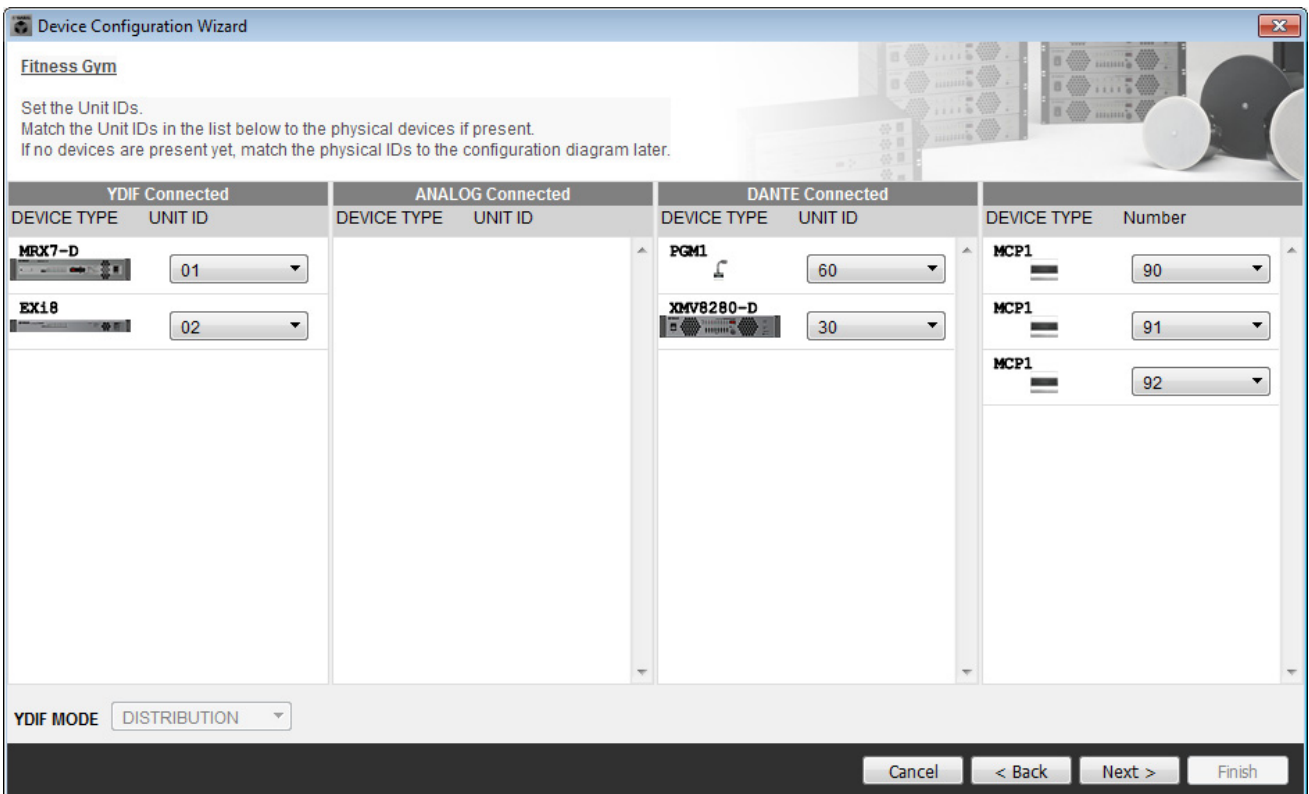 Device Configuration Wizard
Fitness Gym
Set the Unit IDs.
Match the Unit IDs in the list below to the physical devices if present.
If no devices are present yet, match the physical IDs to the configuration diagram later.
YDIF Connected
DEVICE TYPE UNIT ID
MRX7-D
01
EXi8
02
ANALOG Connected
DEVICE TYPE UNIT ID
DANTE Connected
DEVICE TYPE UNIT ID
PGM1
60
XMV8280-D
30
DEVICE TYPE Number
MCP1
90
MCP1
91
MCP1
92
YDIF MODE DISTRIBUTION
Cancel < Back Next > Finish